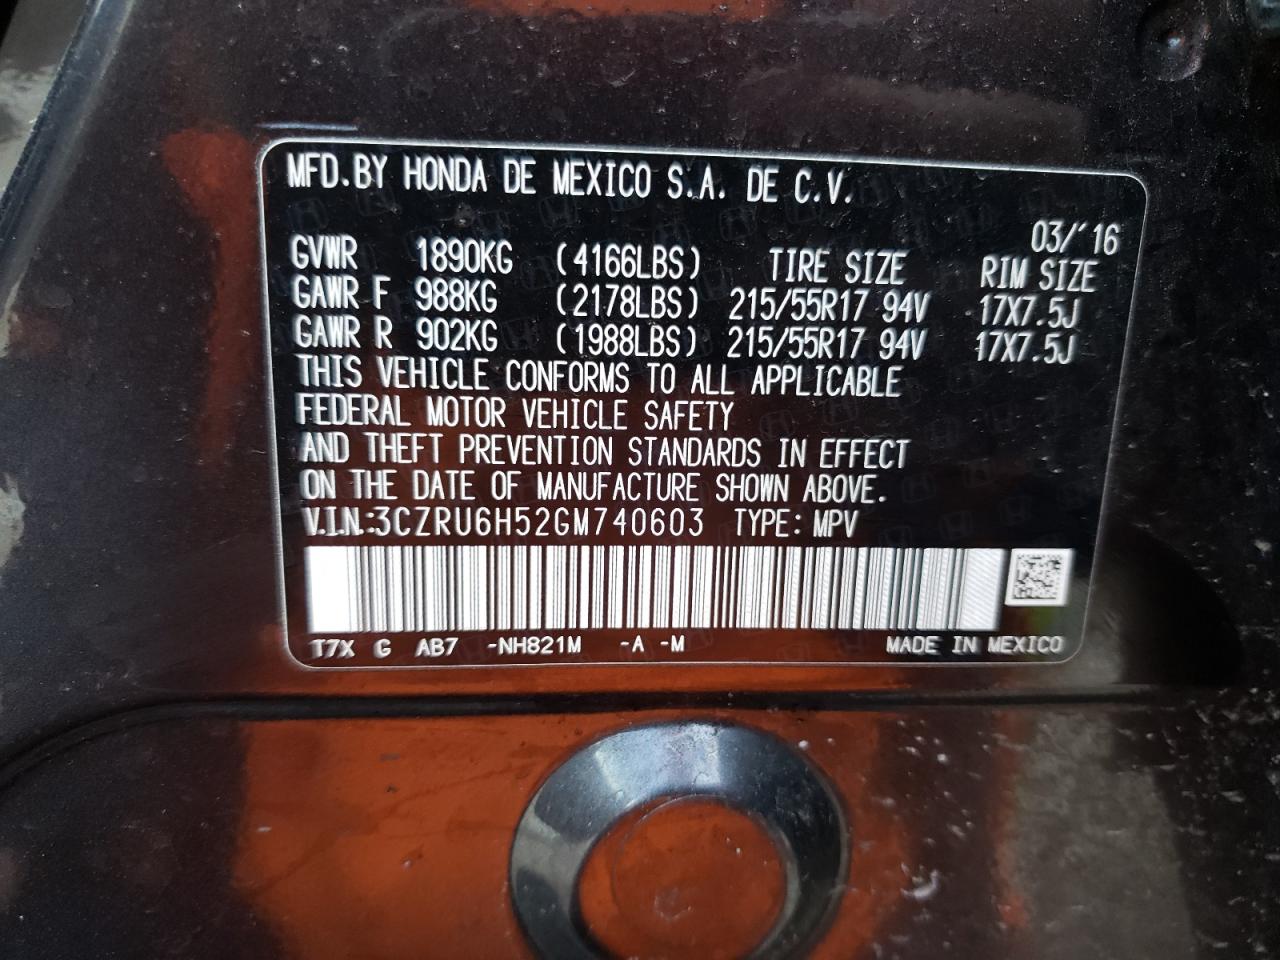 MFD.BY HONDA DE MEXICO S.A. DE C.V.
03/'16
GVWR 1890KG (4166LBS) TIRE SIZE RIM SIZE
GAWR F 988KG (2178LBS) 215/55R17 94V 17X7.5J
GAWR R 902KG (1988LBS) 215/55R17 94V 17X7.5J
THIS VEHICLE CONFORMS TO ALL APPLICABLE
FEDERAL MOTOR VEHICLE SAFETY
AND THEFT PREVENTION STANDARDS IN EFFECT
ON THE DATE OF MANUFACTURE SHOWN ABOVE.
V.I.N.:3CZRU6H52GM740603 TYPE: MPV
T7X G AB7 -NH821M -A -M MADE IN MEXICO